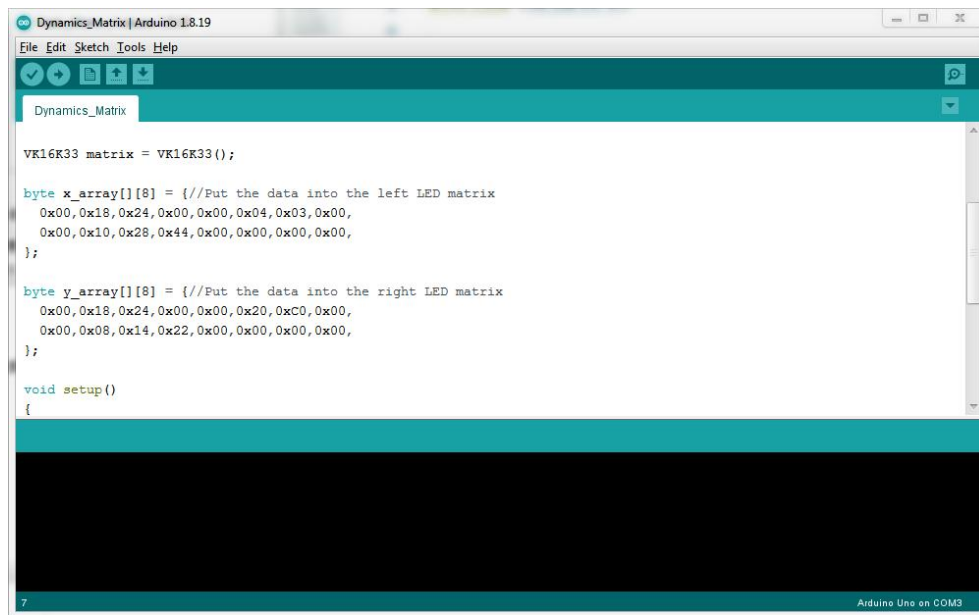 Dynamics_Matrix | Arduino 1.8.19
File Edit Sketch Tools Help
Dynamics_Matrix
VK16K33 matrix = VK16K33();
byte x_array[][8] = {//Put the data into the left LED matrix
0x00,0x18,0x24,0x00,0x00,0x04,0x03,0x00,
0x00,0x10,0x28,0x44,0x00,0x00,0x00,0x00,
};
byte y_array[][8] = {//Put the data into the right LED matrix
0x00,0x18,0x24,0x00,0x00,0x20,0xC0,0x00,
0x00,0x08,0x14,0x22,0x00,0x00,0x00,0x00,
};
void setup()
{
7
Arduino Uno on COM3